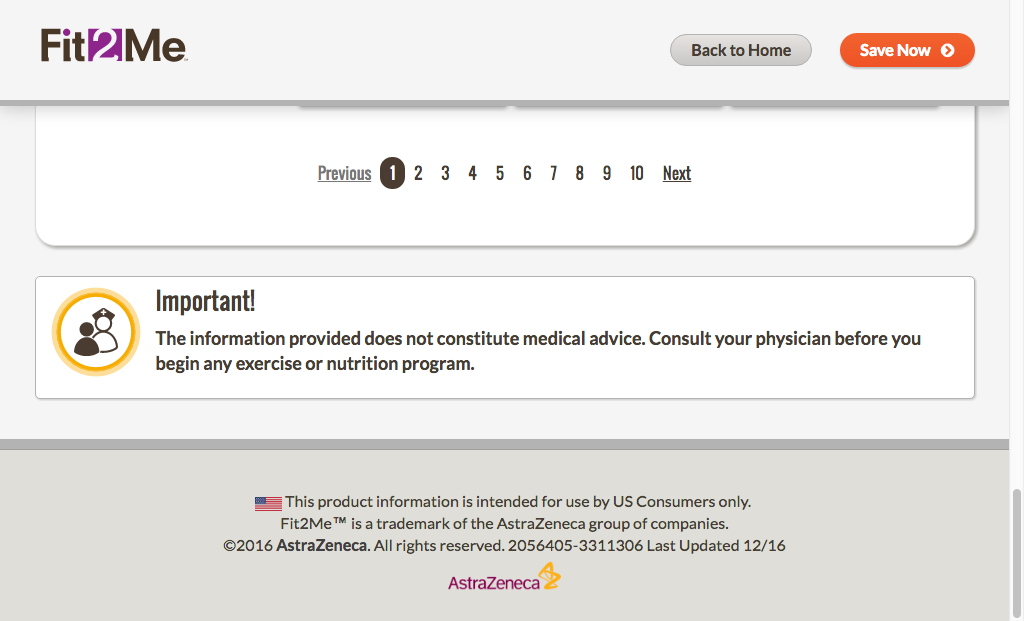 Fit2Me™
Back to Home
Save Now
Previous 1 2 3 4 5 6 7 8 9 10 Next
Important!
The information provided does not constitute medical advice. Consult your physician before you
begin any exercise or nutrition program.
This product information is intended for use by US Consumers only.
Fit2Me™ is a trademark of the AstraZeneca group of companies.
©2016 AstraZeneca. All rights reserved. 2056405-3311306 Last Updated 12/16
AstraZeneca